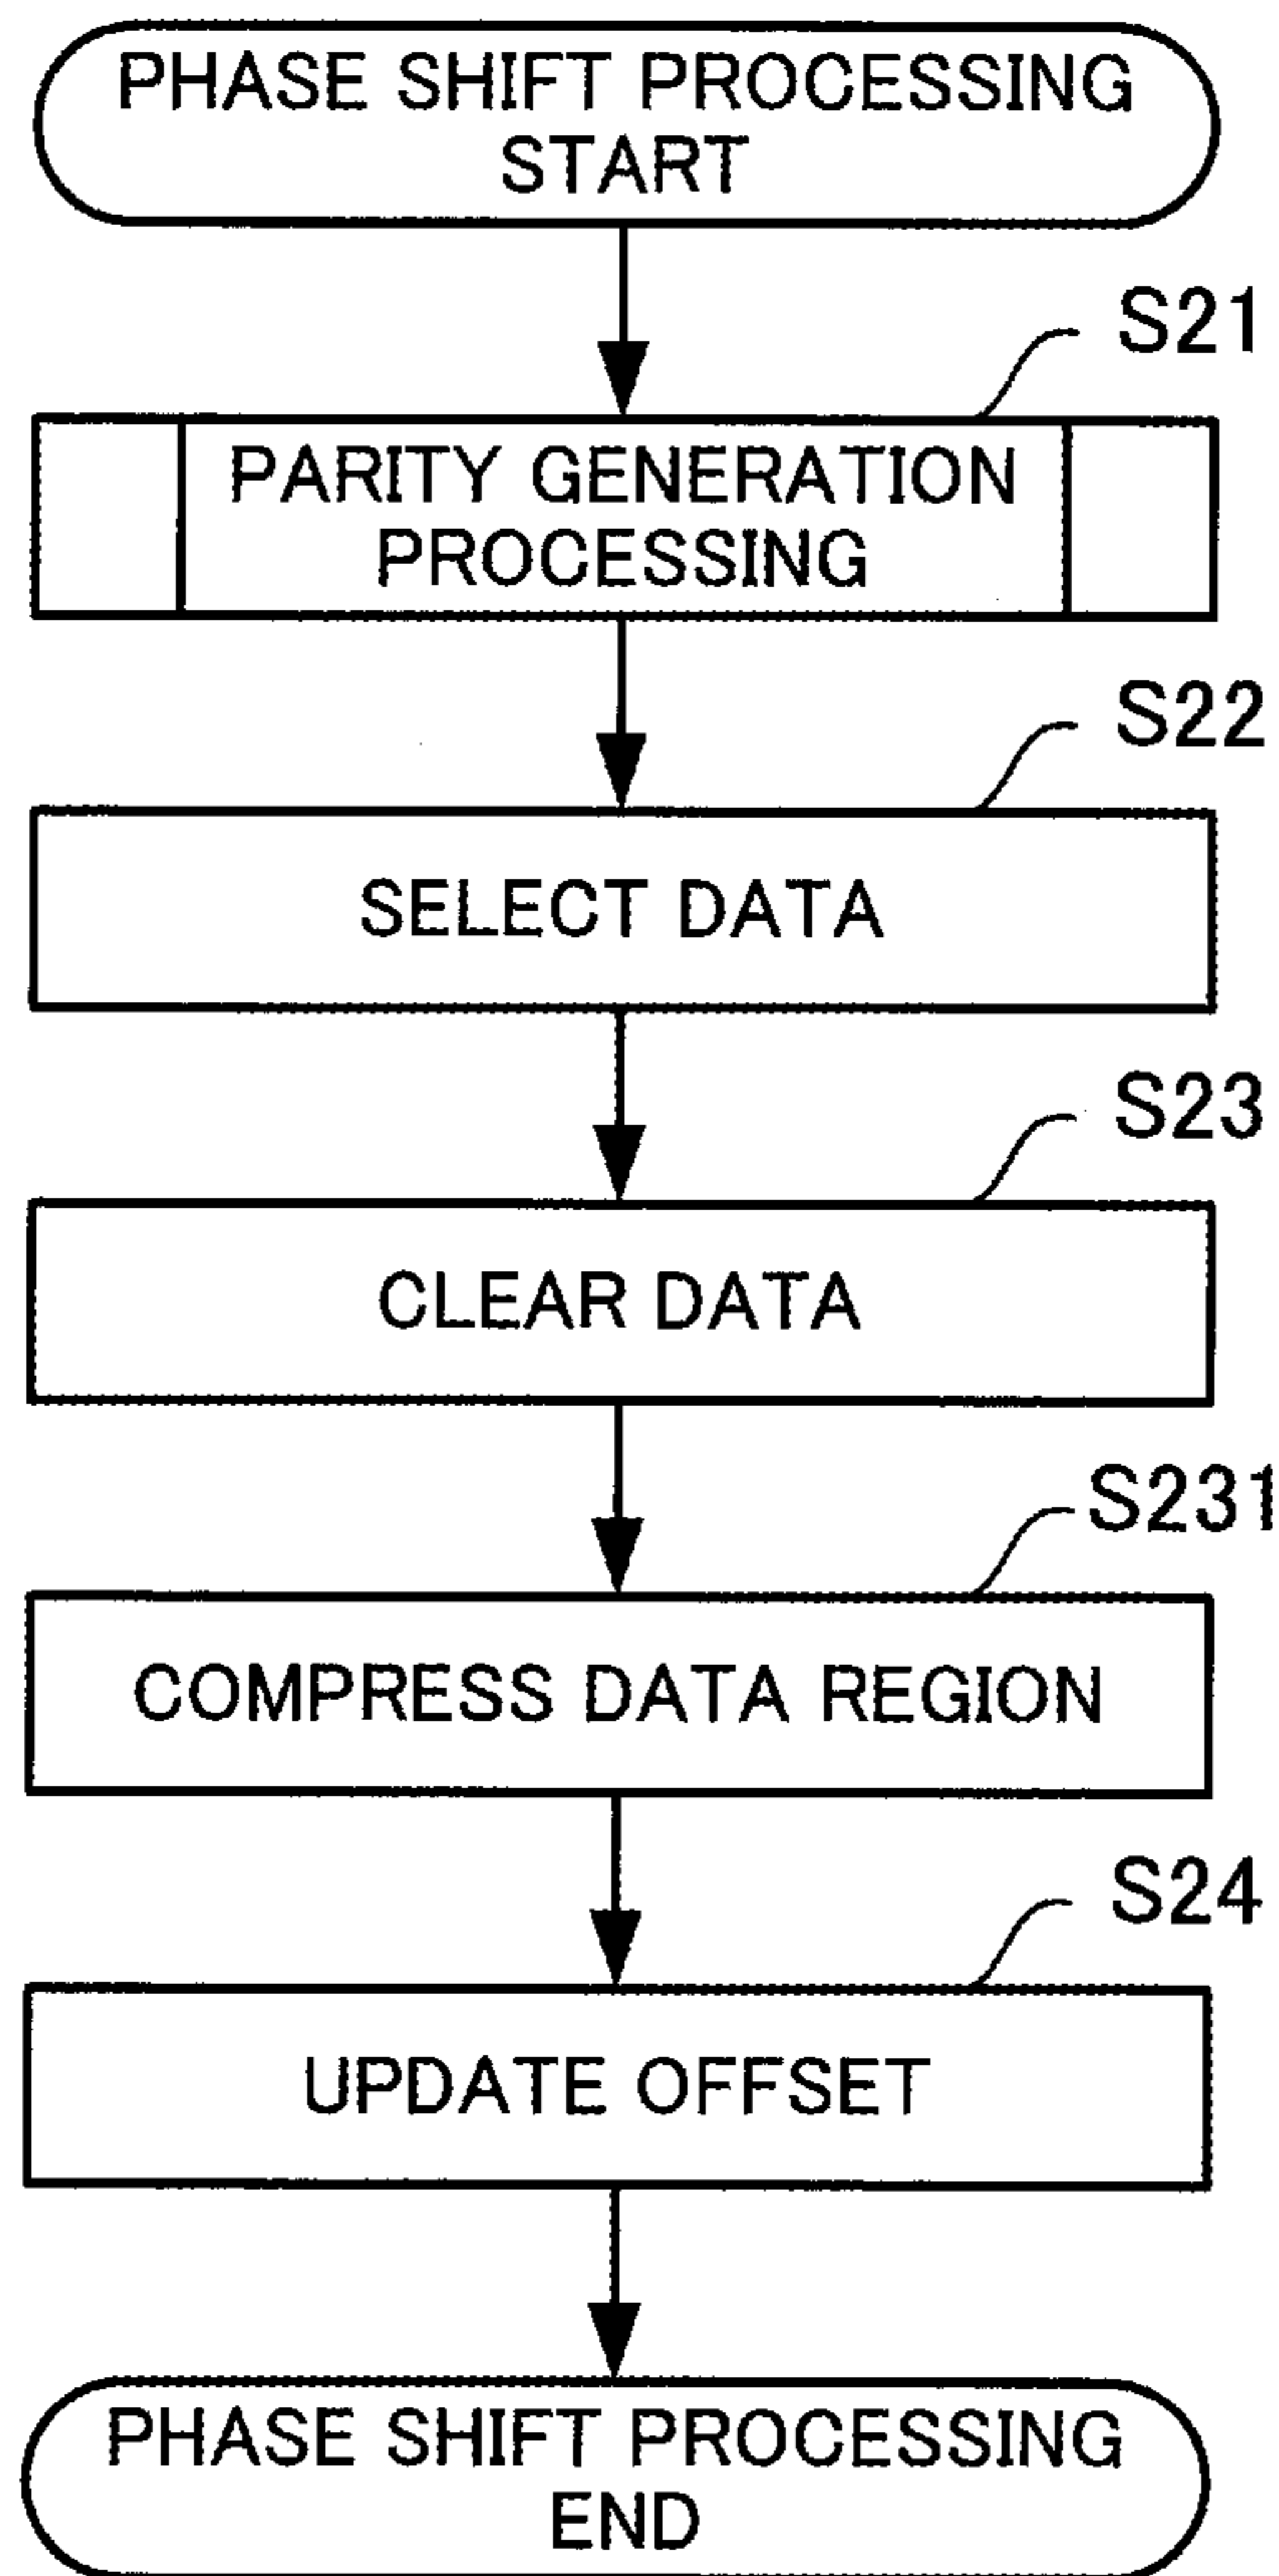 PHASE SHIFT PROCESSING
START
S21
PARITY GENERATION
PROCESSING
S22
SELECT DATA
S23
CLEAR DATA
S231
COMPRESS DATA REGION
S24
UPDATE OFFSET
PHASE SHIFT PROCESSING
END